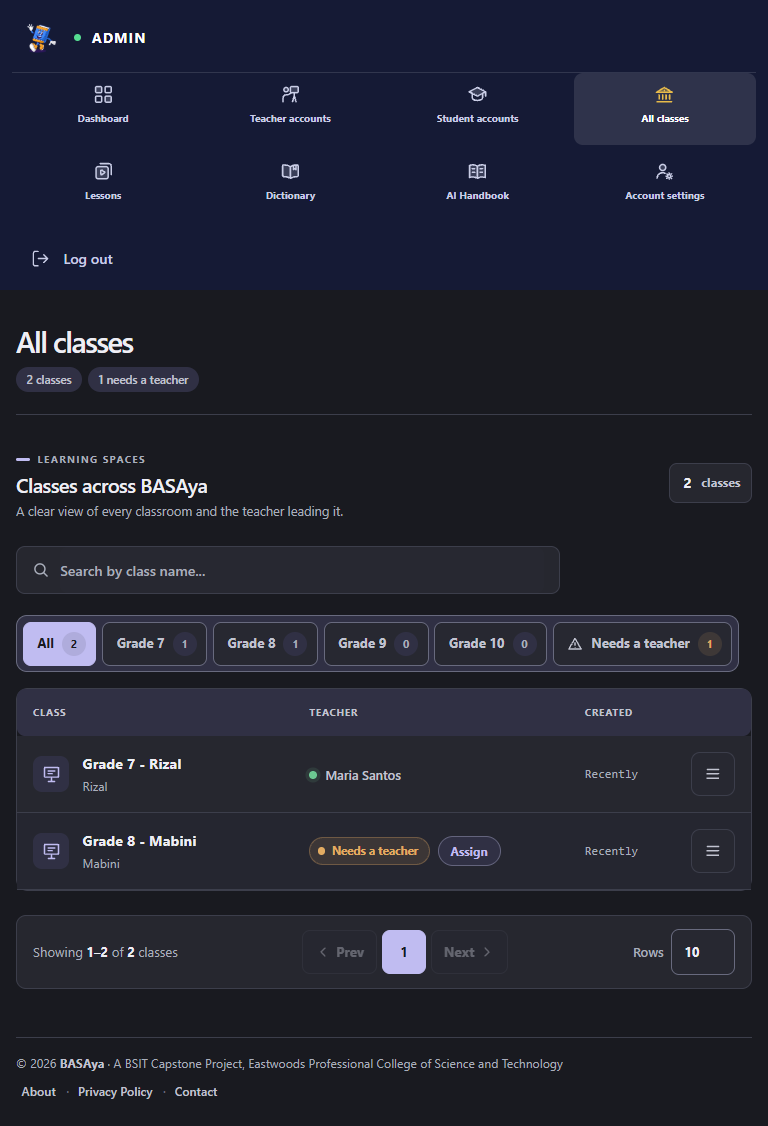 ADMIN
Dashboard
Teacher accounts
Student accounts
All classes
Lessons
Dictionary
AI Handbook
Account settings
Log out
All classes
2 classes
1 needs a teacher
LEARNING SPACES
Classes across BASAya
A clear view of every classroom and the teacher leading it.
2 classes
Search by class name...
All 2
Grade 7 1
Grade 8 1
Grade 9 0
Grade 10 0
Needs a teacher 1
CLASS TEACHER CREATED
Grade 7 - Rizal
Rizal
Maria Santos
Recently
Grade 8 - Mabini
Mabini
Needs a teacher
Assign
Recently
Showing 1–2 of 2 classes
Prev
1
Next
Rows 10
© 2026 BASAya · A BSIT Capstone Project, Eastwoods Professional College of Science and Technology
About · Privacy Policy · Contact